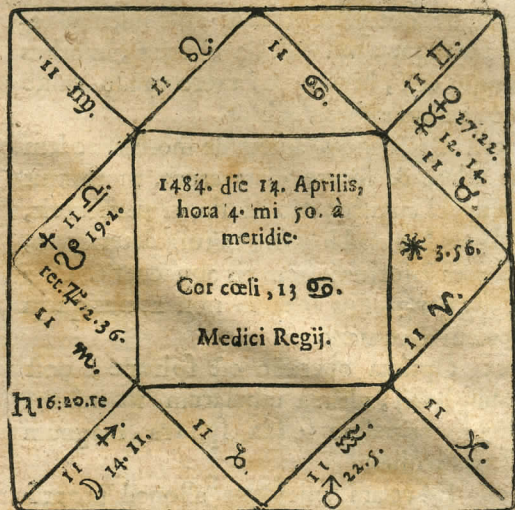 11 ♍.
11 ♌.
11 ♋.
11 ♊.
27.22.
12. 14.
11 ♉.
11 ♎.
☋ 19.2.
ret. ♃. 2.36.
11 ♏.
♄ 16:20.re
1484. die 14. Aprilis,
hora 4. mi 50. à
meridie.
Cor cœli, 13 ♋.
Medici Regij.
☀ 3.56.
11 ♈.
11 ♐.
☽ 14.11.
11 ♑.
11 ♒.
♂ 22.5.
11 ♓.